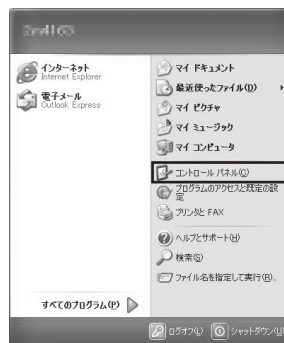 インターネット
Internet Explorer
電子メール
Outlook Express
すべてのプログラム(P)
マイ ドキュメント
最近使ったファイル(D)
マイ ピクチャ
マイ ミュージック
マイ コンピュータ
コントロール パネル(C)
プログラムのアクセスと既定の設
定
プリンタと FAX
ヘルプとサポート(H)
検索(S)
ファイル名を指定して実行(R)...
ログオフ(L)
シャットダウン(U)